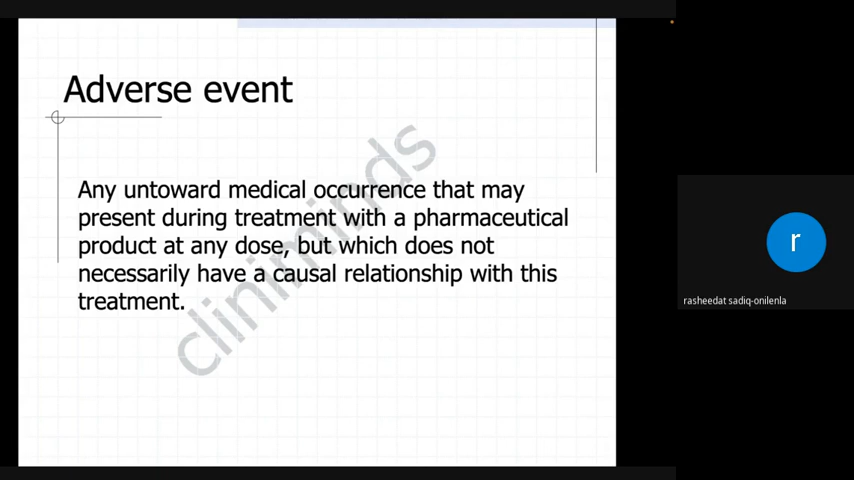 Adverse event
Any untoward medical occurrence that may
present during treatment with a pharmaceutical
product at any dose, but which does not
necessarily have a causal relationship with this
treatment.
cliniminds
r
rasheedat sadiq-onilenla